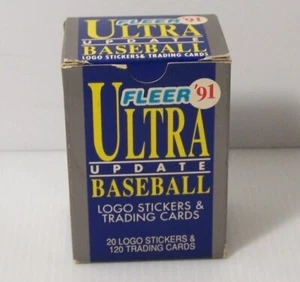 FLEER '91
ULTRA
UPDATE
BASEBALL
LOGO STICKERS & TRADING CARDS
FLEER '91
ULTRA
UPDATE
BASEBALL
LOGO STICKERS &
TRADING CARDS
20 LOGO STICKERS &
120 TRADING CARDS